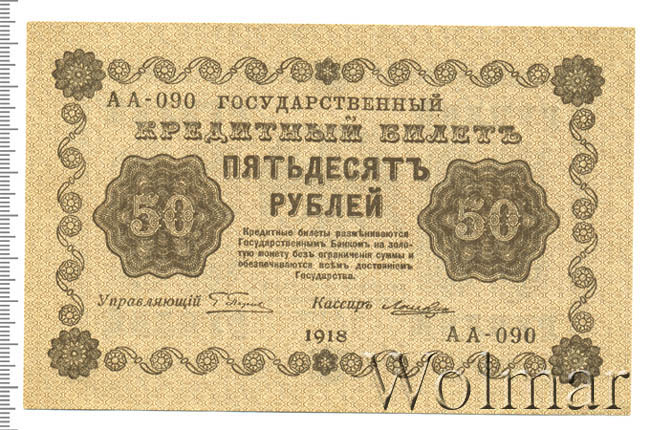 АА-090 ГОСУДАРСТВЕННЫЙ
КРЕДИТНЫЙ БИЛЕТЪ
ПЯТЬДЕСЯТЪ
РУБЛЕЙ
50 50
Кредитные билеты размѣниваются
Государственнымъ Банкомъ на золо-
тую монету безъ ограниченія суммы и
обезпечиваются всѣмъ достояніемъ
Государства.
Управляющій Кассиръ
1918 АА-090
Wolmar